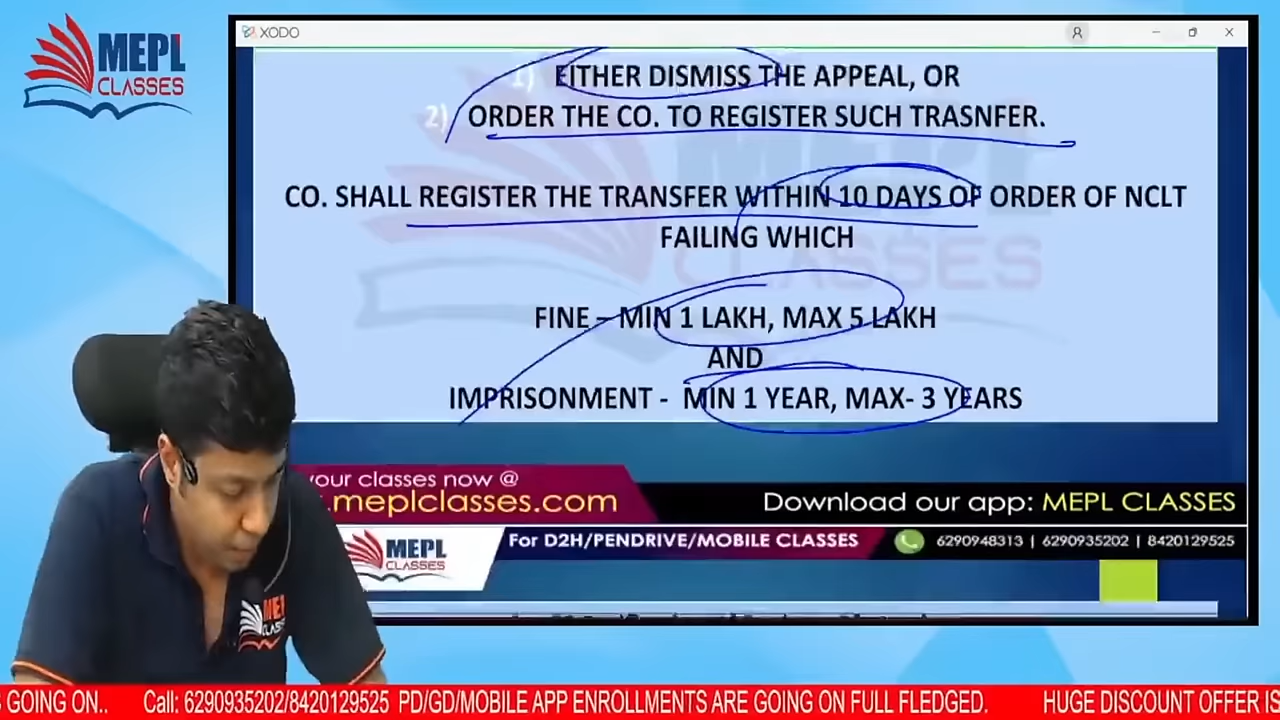 MEPL
CLASSES
XODO
1) EITHER DISMISS THE APPEAL, OR
2) ORDER THE CO. TO REGISTER SUCH TRASNFER.
CO. SHALL REGISTER THE TRANSFER WITHIN 10 DAYS OF ORDER OF NCLT
FAILING WHICH
FINE – MIN 1 LAKH, MAX 5 LAKH
AND
IMPRISONMENT - MIN 1 YEAR, MAX- 3 YEARS
MEPL
CLASSES
your classes now @
.meplclasses.com
Download our app: MEPL CLASSES
MEPL
CLASSES
For D2H/PENDRIVE/MOBILE CLASSES
6290948313 | 6290935202 | 8420129525
GOING ON.. Call: 6290935202/8420129525 PD/GD/MOBILE APP ENROLLMENTS ARE GOING ON FULL FLEDGED. HUGE DISCOUNT OFFER IS